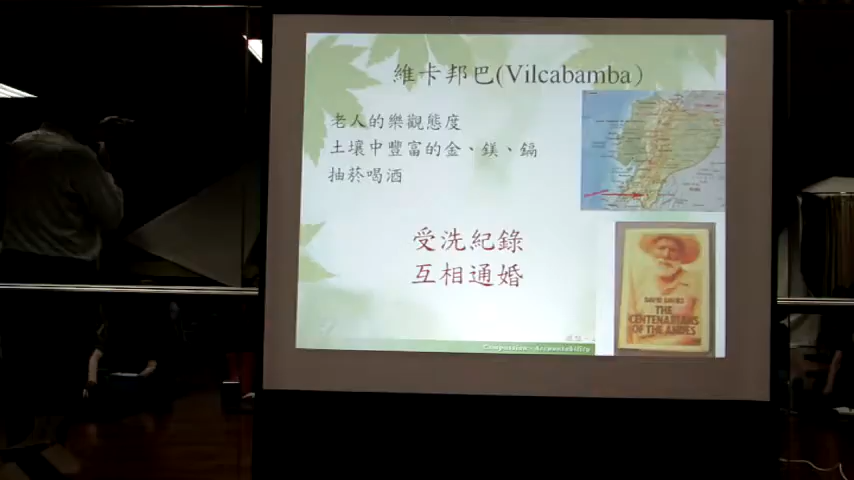 維卡邦巴(Vilcabamba)
老人的樂觀態度
土壤中豐富的金、鎂、鎘
抽菸喝酒
受洗紀錄
互相通婚
DAVID DAVIES
THE
CENTENARIANS
OF THE ANDES
Compassion · Accountability